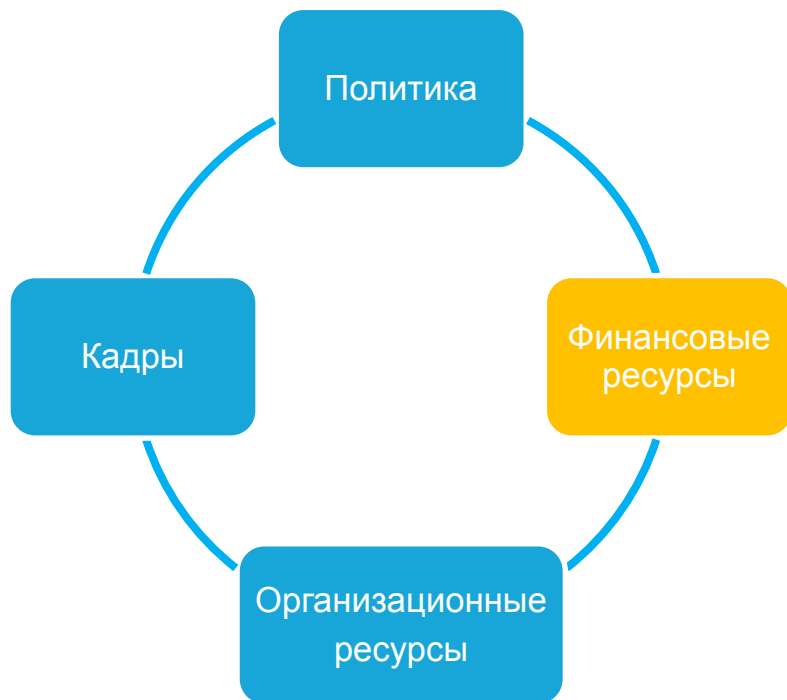 Политика
Кадры
Финансовые
ресурсы
Организационные
ресурсы